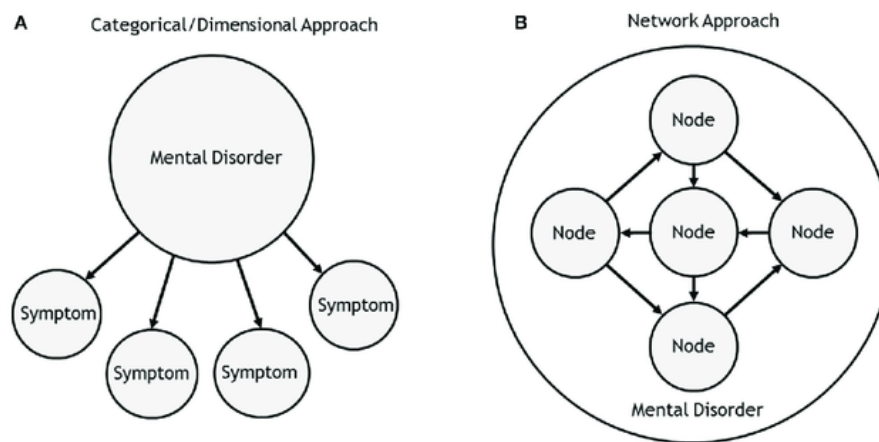 A
Categorical/Dimensional Approach
Mental Disorder
Symptom
Symptom
Symptom
Symptom
B
Network Approach
Node
Node
Node
Node
Node
Mental Disorder